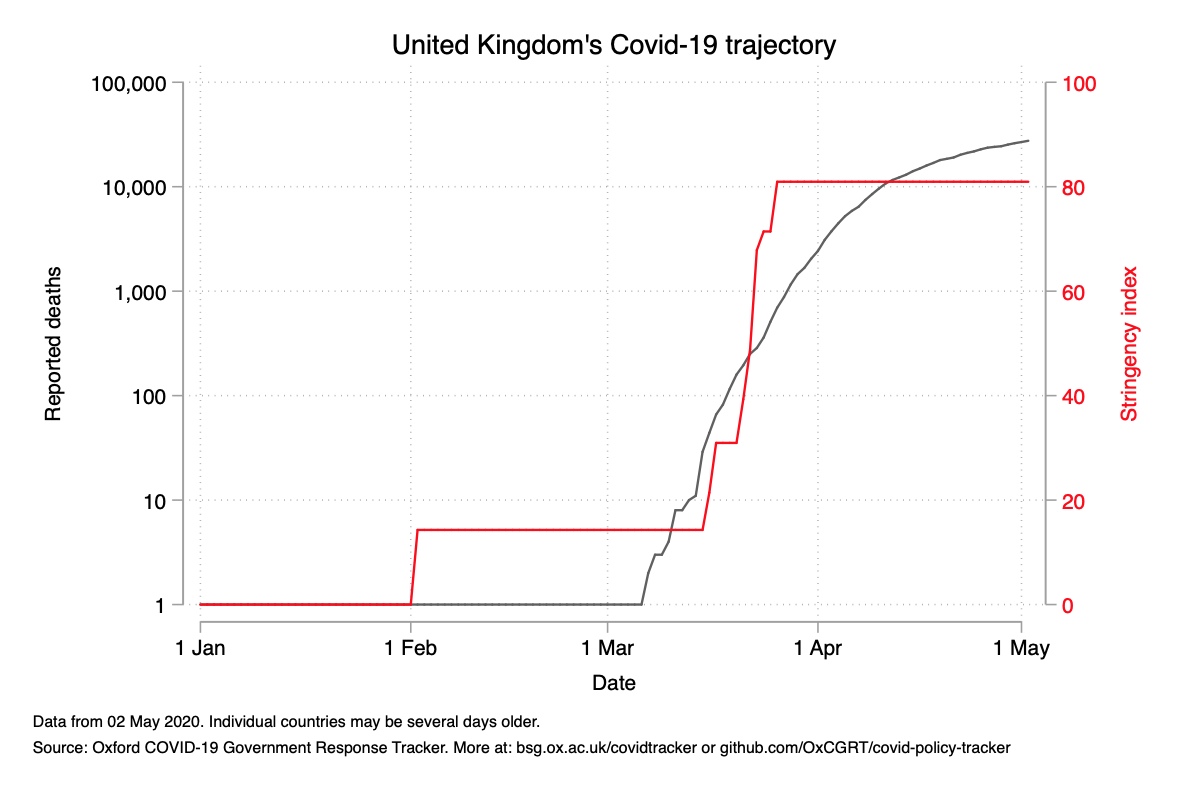 United Kingdom's Covid-19 trajectory
100,000
10,000
1,000
100
10
1
Reported deaths
100
80
60
40
20
0
Stringency index
1 Jan
1 Feb
1 Mar
1 Apr
1 May
Date
Data from 02 May 2020. Individual countries may be several days older.
Source: Oxford COVID-19 Government Response Tracker. More at: bsg.ox.ac.uk/covidtracker or github.com/OxCGRT/covid-policy-tracker